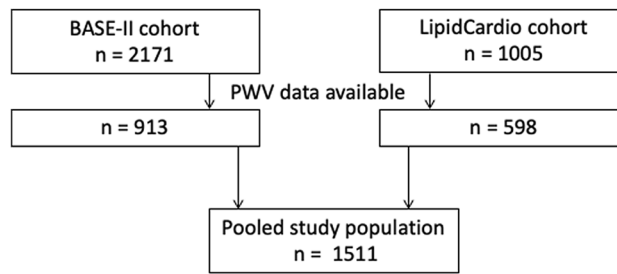 BASE-II cohort
n = 2171
LipidCardio cohort
n = 1005
PWV data available
n = 913
n = 598
Pooled study population
n = 1511